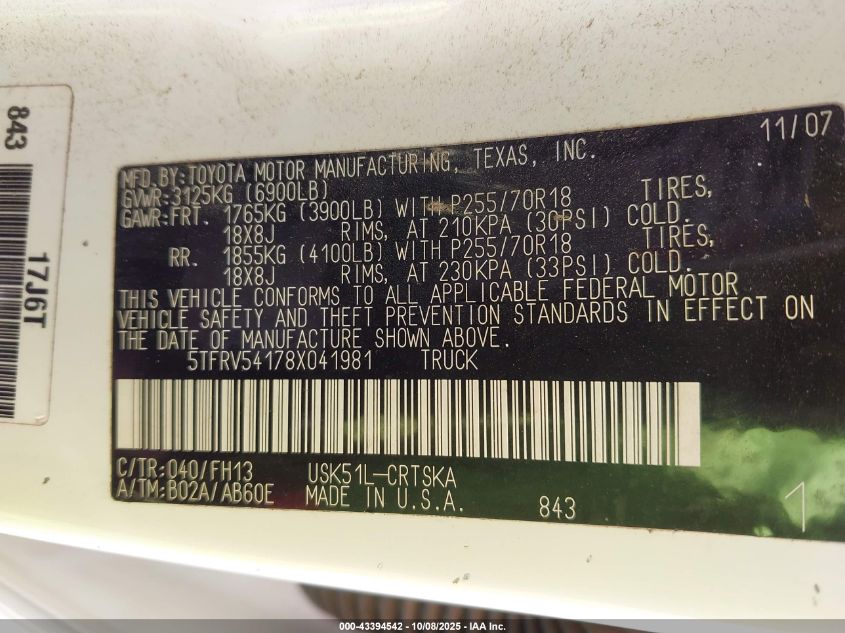 11/07
MFD.BY:TOYOTA MOTOR MANUFACTURING, TEXAS, INC.
GVWR:3125KG (6900LB)
GAWR:FRT. 1765KG (3900LB) WITH P255/70R18 TIRES,
18X8J RIMS, AT 210KPA (30PSI) COLD.
RR. 1855KG (4100LB) WITH P255/70R18 TIRES,
18X8J RIMS, AT 230KPA (33PSI) COLD.
THIS VEHICLE CONFORMS TO ALL APPLICABLE FEDERAL MOTOR
VEHICLE SAFETY AND THEFT PREVENTION STANDARDS IN EFFECT ON
THE DATE OF MANUFACTURE SHOWN ABOVE.
5TFRV54178X041981 TRUCK
C/TR:040/FH13 USK51L-CRTSKA
A/TM:B02A/AB60E MADE IN U.S.A. 843 1
843
17J6T
000-43394542 - 10/08/2025 - IAA Inc.